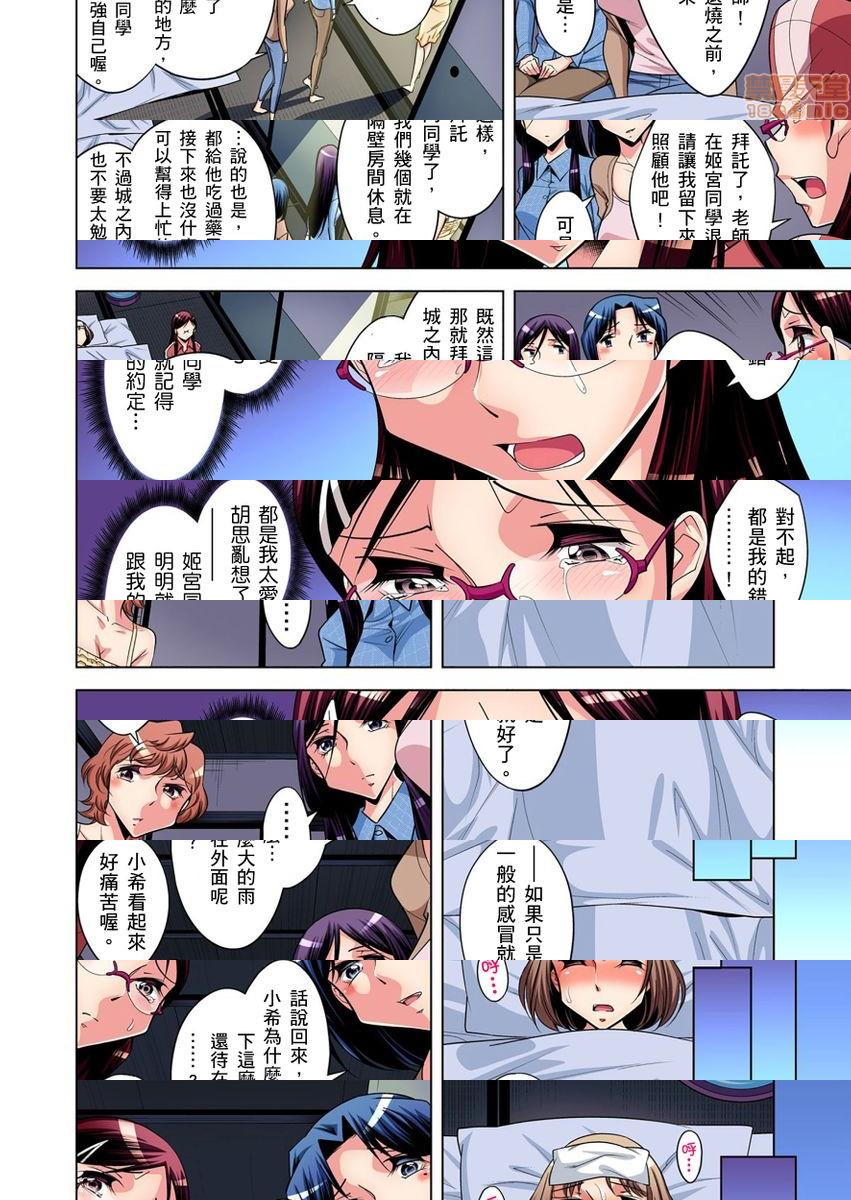 呼…
呼…
話說回來，
小希為什麼
下這麼大的雨
還待在外面呢
……？
小希看起來
好痛苦喔。
——如果只是
一般的感冒就好了。
……
……
對不起，
都是我的錯
………！
都是我太愛
胡思亂想了
——
姬宮同學
明明就記得
跟我的約定…
拜託了，老師！
在姬宮同學退燒之前，
請讓我留下來
照顧他吧！
可是…
既然這樣，
那就拜託
城之內同學了，
我們幾個就在
隔壁房間休息。
…說的也是，
都給他吃過藥了
接下來也沒什麼
可以幫得上忙的地方，
不過城之內同學
也不要太勉強自己喔。